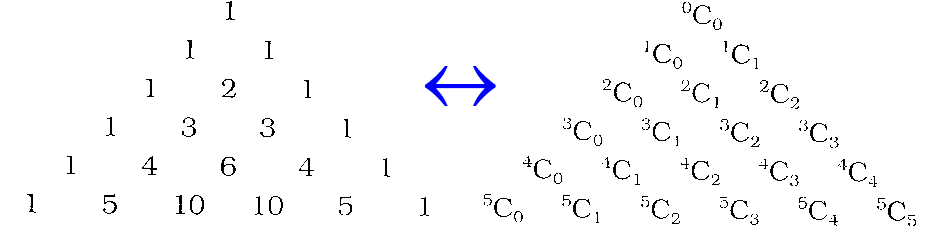 1 ⁰C₀
1 1 ¹C₀ ¹C₁
1 2 1 ↔ ²C₀ ²C₁ ²C₂
1 3 3 1 ³C₀ ³C₁ ³C₂ ³C₃
1 4 6 4 1 ⁴C₀ ⁴C₁ ⁴C₂ ⁴C₃ ⁴C₄
1 5 10 10 5 1 ⁵C₀ ⁵C₁ ⁵C₂ ⁵C₃ ⁵C₄ ⁵C₅